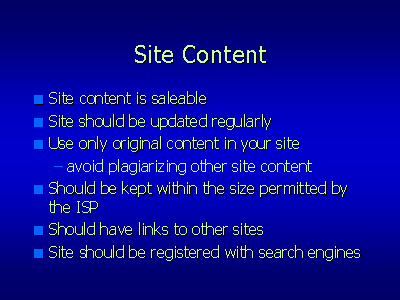 Site Content
Site content is saleable
Site should be updated regularly
Use only original content in your site
– avoid plagiarizing other site content
Should be kept within the size permitted by
the ISP
Should have links to other sites
Site should be registered with search engines